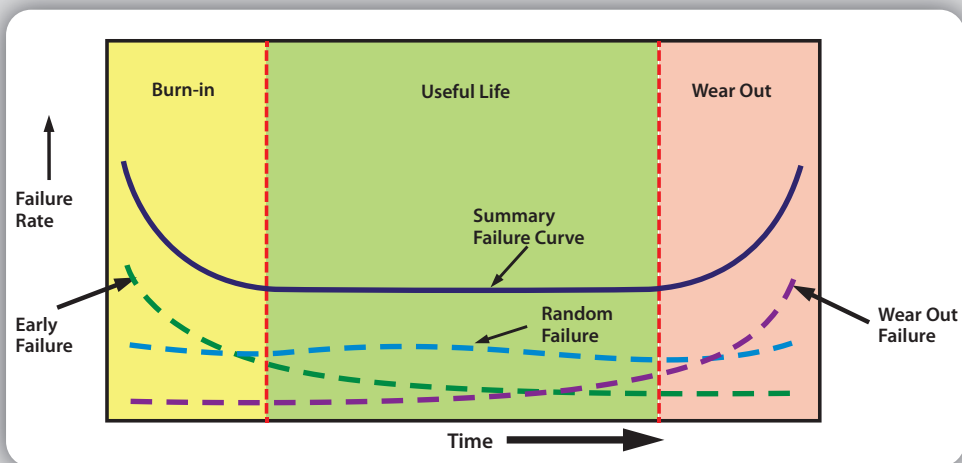 Burn-in
Useful Life
Wear Out
Failure
Rate
Summary
Failure Curve
Early
Failure
Random
Failure
Wear Out
Failure
Time